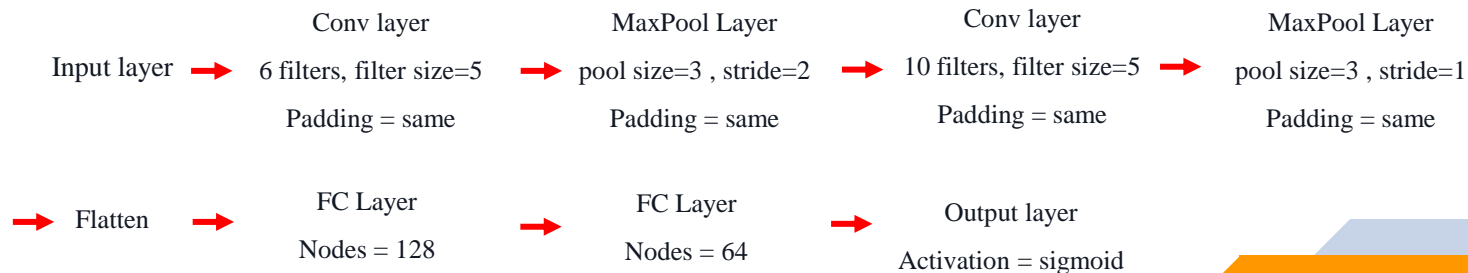 Conv layer
6 filters, filter size=5
Padding = same
MaxPool Layer
pool size=3 , stride=2
Padding = same
Conv layer
10 filters, filter size=5
Padding = same
MaxPool Layer
pool size=3 , stride=1
Padding = same
Input layer
Flatten
FC Layer
Nodes = 128
FC Layer
Nodes = 64
Output layer
Activation = sigmoid